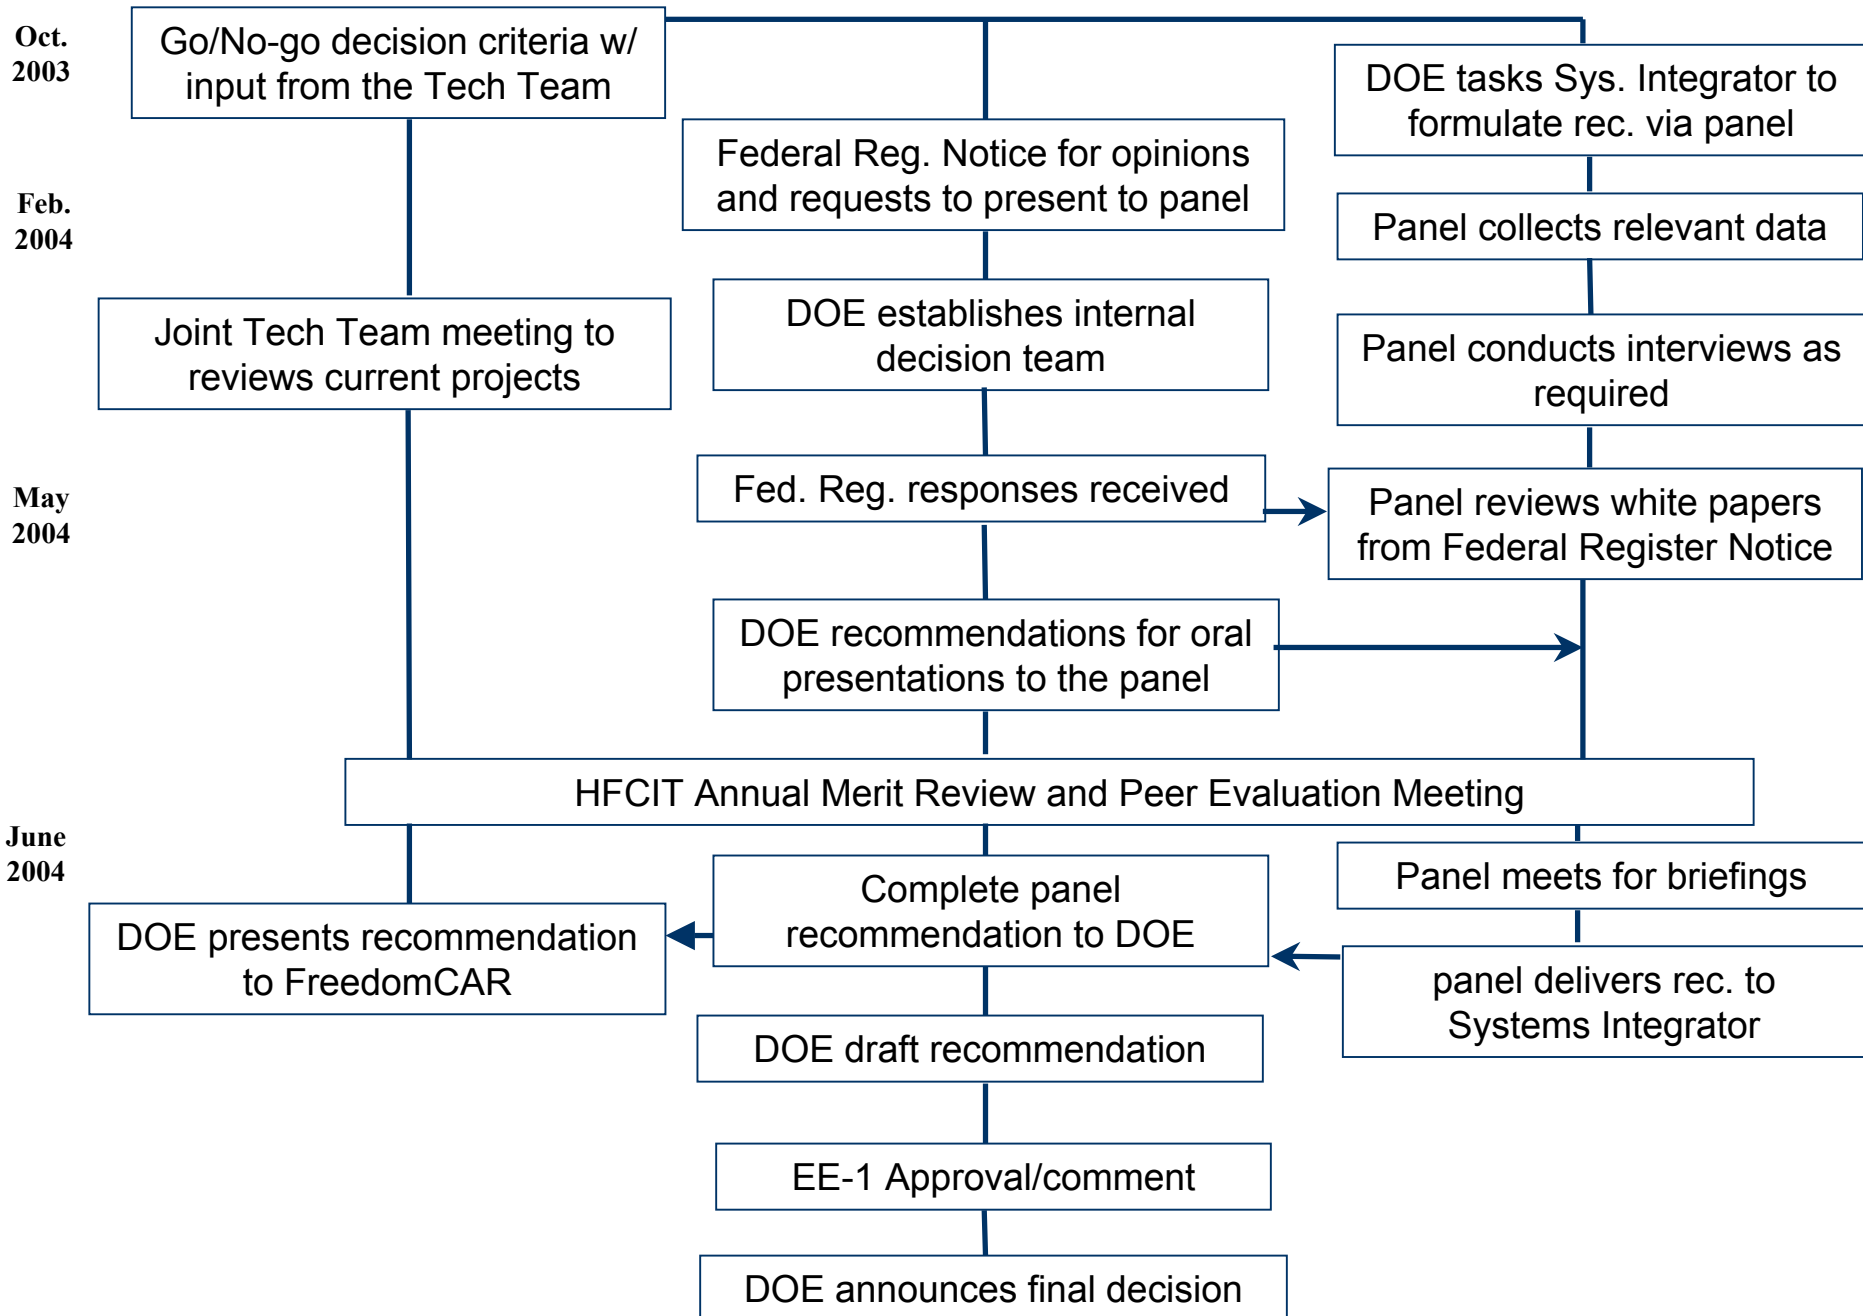 Oct.
2003
Go/No-go decision criteria w/
input from the Tech Team
DOE tasks Sys. Integrator to
formulate rec. via panel
Federal Reg. Notice for opinions
and requests to present to panel
Feb.
2004
Panel collects relevant data
Joint Tech Team meeting to
reviews current projects
DOE establishes internal
decision team
Panel conducts interviews as
required
May
2004
Fed. Reg. responses received
Panel reviews white papers
from Federal Register Notice
DOE recommendations for oral
presentations to the panel
HFCIT Annual Merit Review and Peer Evaluation Meeting
June
2004
Complete panel
recommendation to DOE
Panel meets for briefings
DOE presents recommendation
to FreedomCAR
panel delivers rec. to
Systems Integrator
DOE draft recommendation
EE-1 Approval/comment
DOE announces final decision